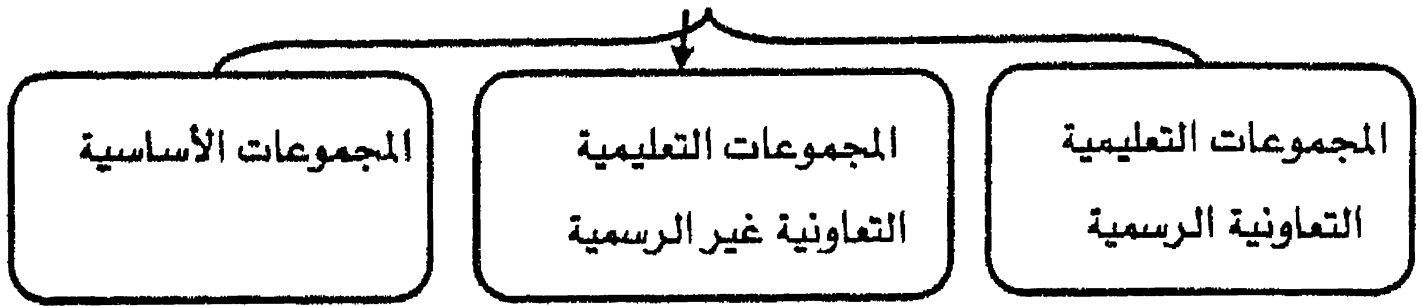 المجموعات التعليمية
التعاونية الرسمية
المجموعات التعليمية
التعاونية غير الرسمية
المجموعات الأساسية